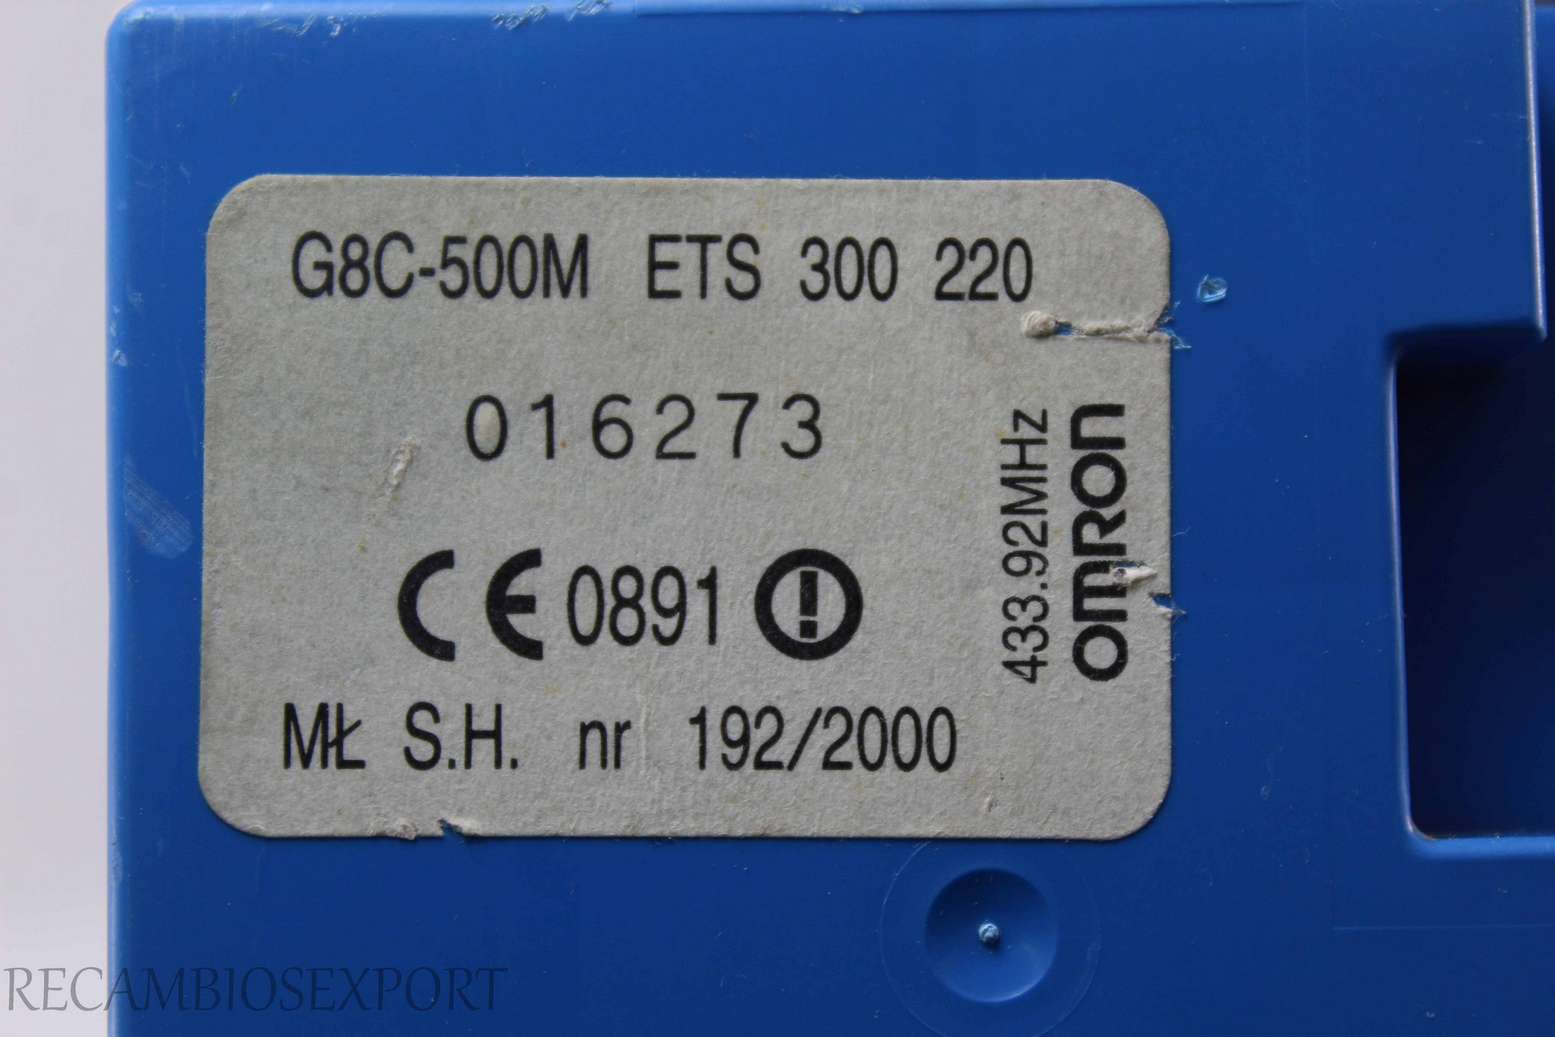 G8C-500M ETS 300 220
016273
CE 0891
MŁ S.H. nr 192/2000
433.92MHz
OMRON
RECAMBIOSEXPORT